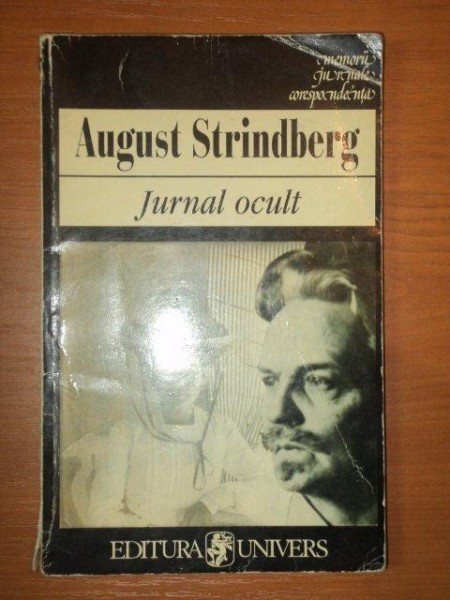 memorii
jurnale
corespondență
August Strindberg
Jurnal ocult
EDITURA UNIVERS